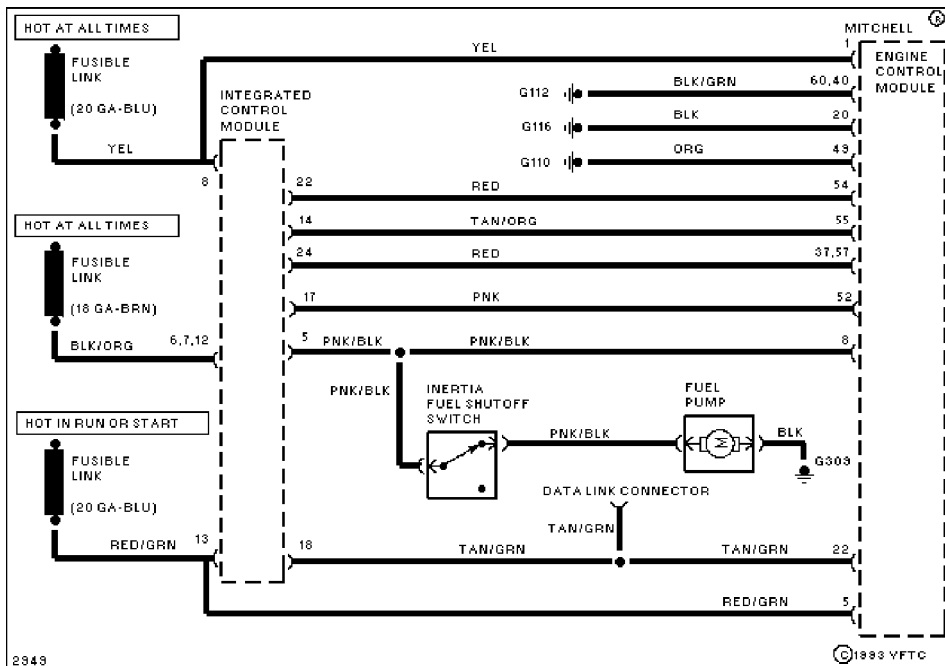 HOT AT ALL TIMES
FUSIBLE
LINK
(20 GA-BLU)
YEL
8
INTEGRATED
CONTROL
MODULE
YEL
MITCHELL
R
1
ENGINE
CONTROL
MODULE
G112
BLK/GRN
60,40
G116
BLK
20
G110
ORG
49
22
RED
54
14
TAN/ORG
55
24
RED
37,57
17
PNK
52
HOT AT ALL TIMES
FUSIBLE
LINK
(18 GA-BRN)
BLK/ORG
6,7,12
5
PNK/BLK
PNK/BLK
8
PNK/BLK
INERTIA
FUEL SHUTOFF
SWITCH
PNK/BLK
FUEL
PUMP
M
BLK
G309
HOT IN RUN OR START
FUSIBLE
LINK
(20 GA-BLU)
RED/GRN
13
DATA LINK CONNECTOR
TAN/GRN
18
TAN/GRN
TAN/GRN
22
RED/GRN
5
2949
C 1993 VFTC